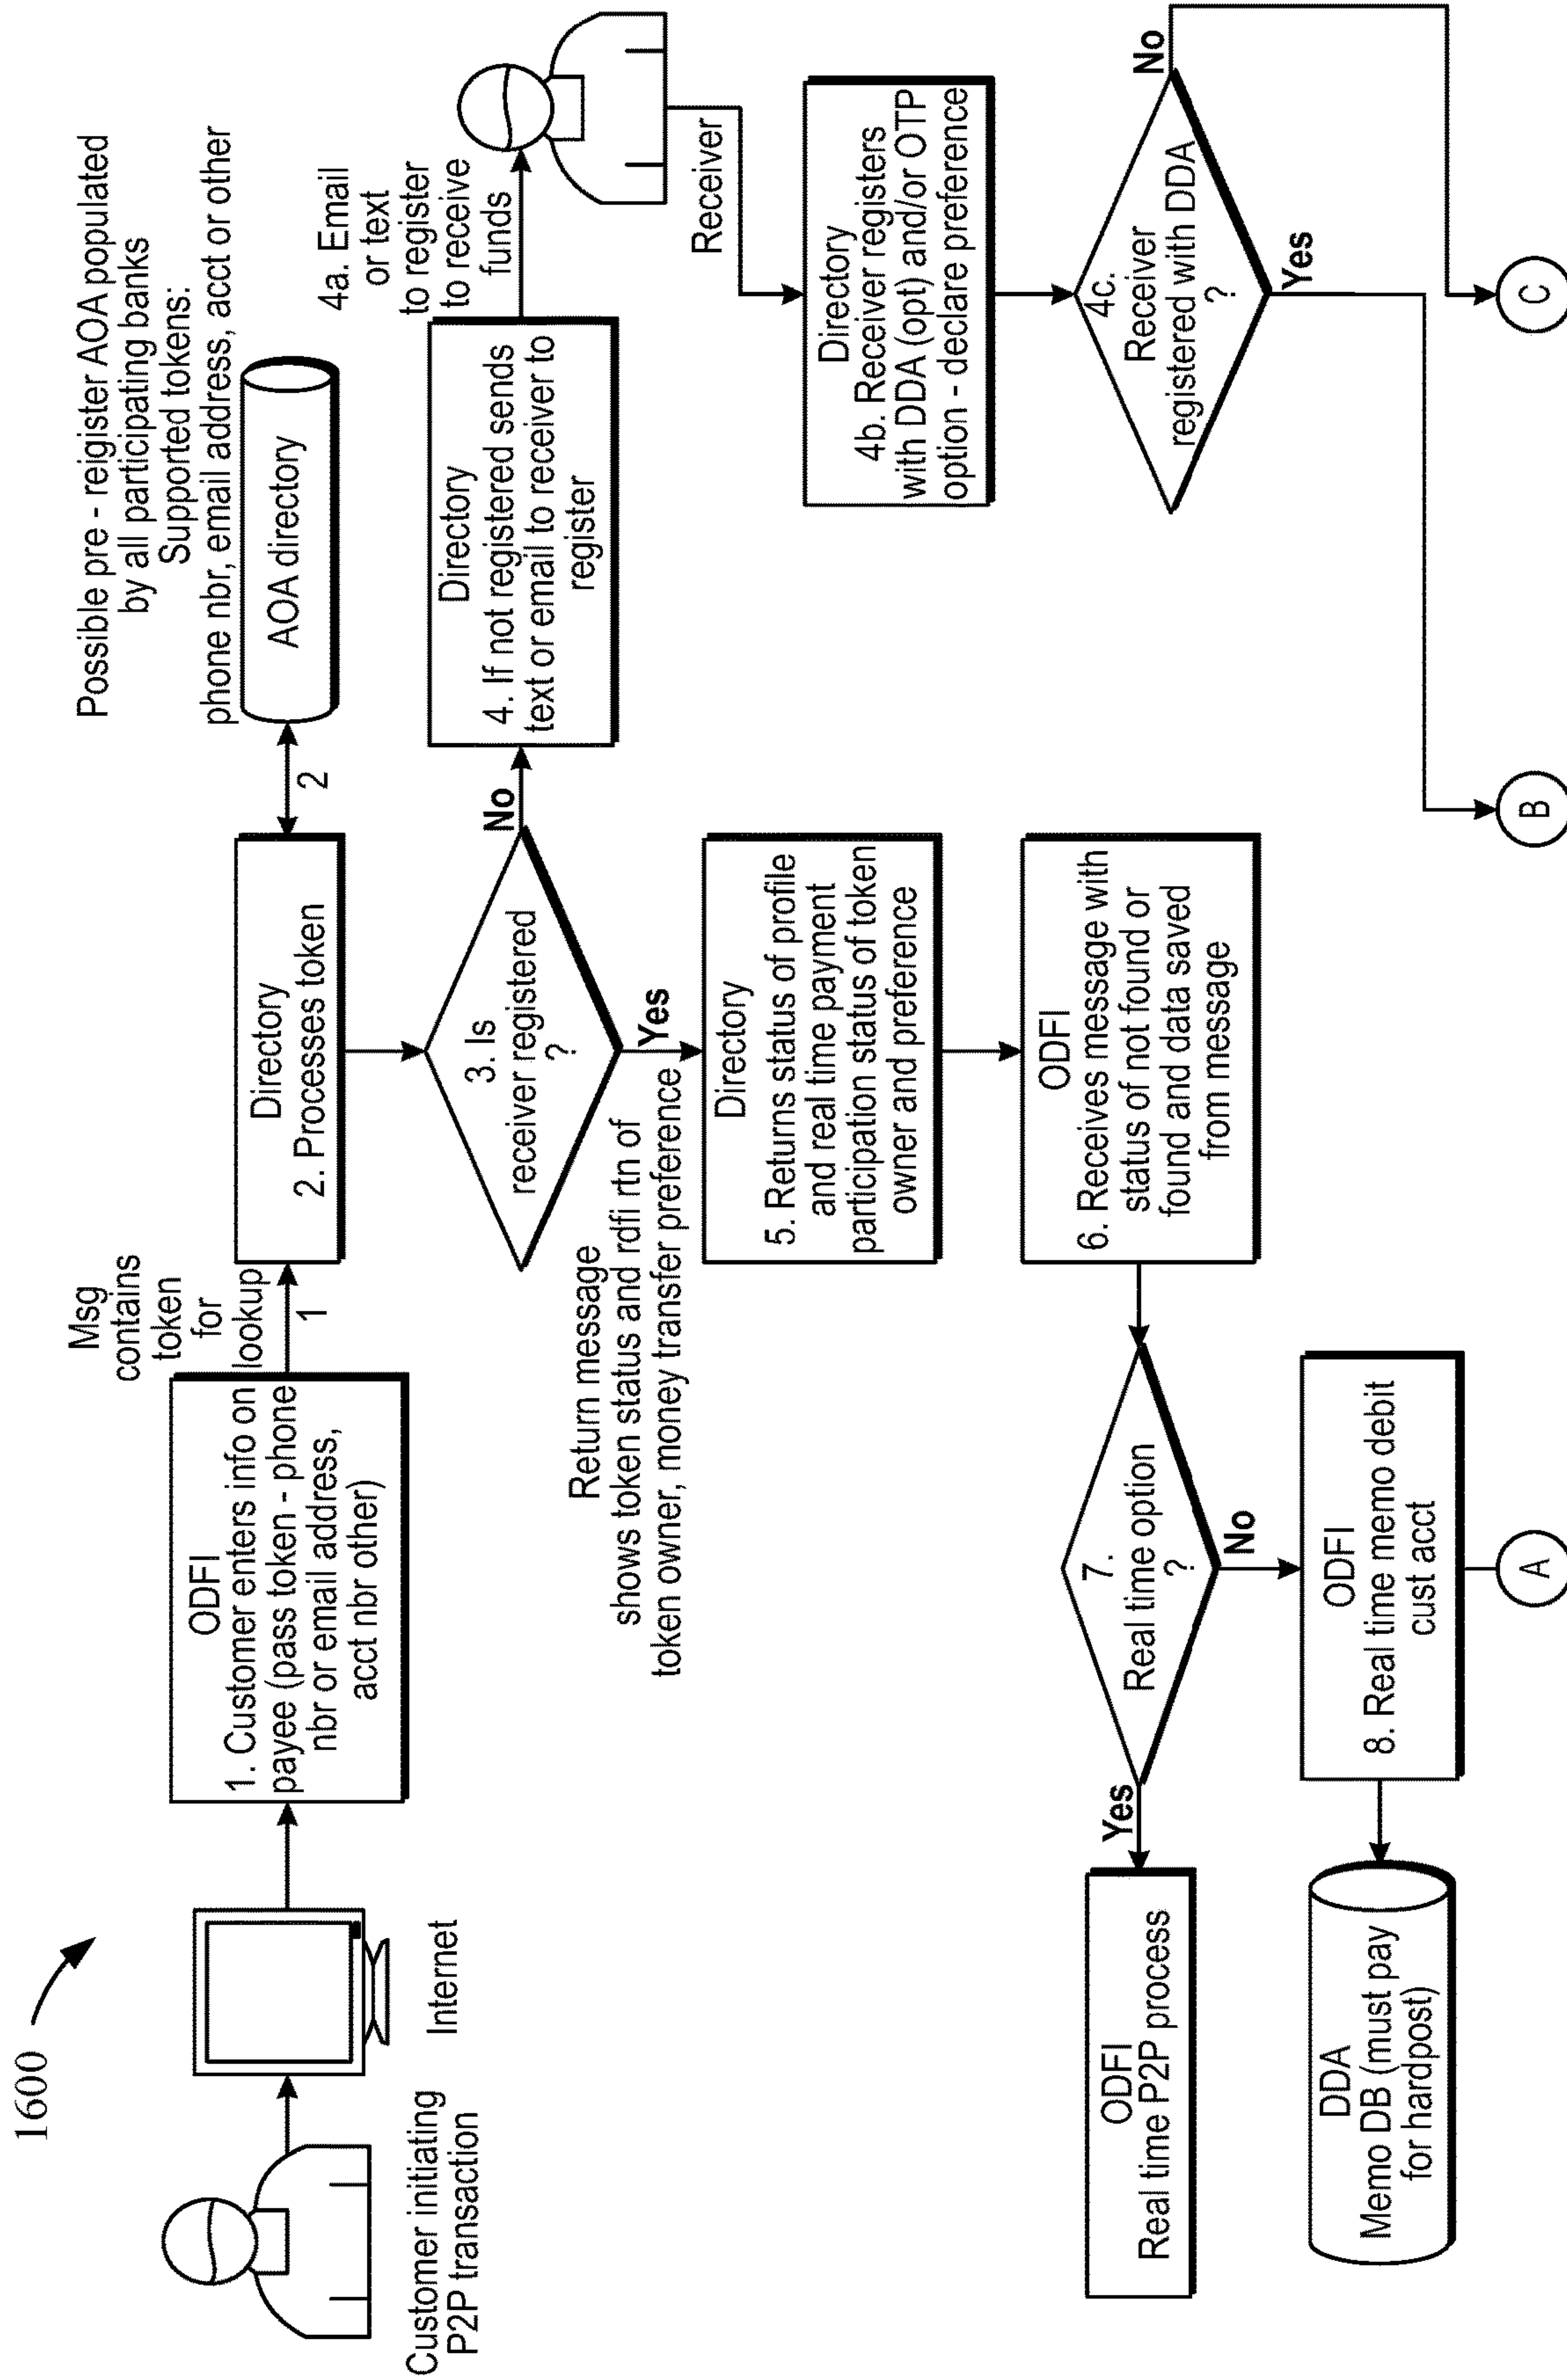 1600
Customer initiating
P2P transaction
Internet
ODFI
1. Customer enters info on
payee (pass token - phone
nbr or email address,
acct nbr other)
Msg
contains
token
for
lookup
1
Directory
2. Processes token
2
Possible pre - reigister AOA populated
by all participating banks
Supported tokens:
phone nbr, email address, acct or other
AOA directory
3. Is
receiver registered
?
No
Yes
Directory
4. If not registered sends
text or email to receiver to
register
4a. Email
or text
to register
to receive
funds
Receiver
Directory
4b. Receiver registers
with DDA (opt) and/or OTP
option - declare preference
4c.
Receiver
registered with DDA
?
No
Yes
Return message
shows token status and rdfi rtn of
token owner, money transfer preference
Directory
5. Returns status of profile
and real time payment
participation status of token
owner and preference
ODFI
6. Receives message with
status of not found or
found and data saved
from message
7.
Real time option
?
Yes
No
ODFI
Real time P2P process
ODFI
8. Real time memo debit
cust acct
DDA
Memo DB (must pay
for hardpost)
A
B
C